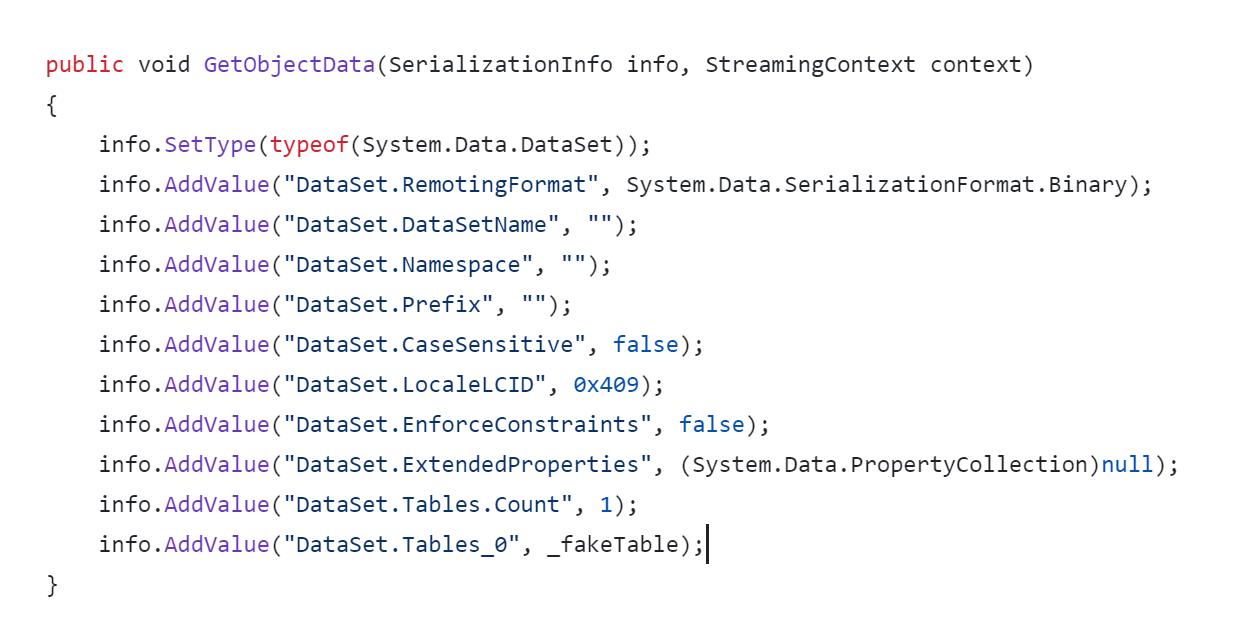 public void GetObjectData(SerializationInfo info, StreamingContext context)
{
    info.SetType(typeof(System.Data.DataSet));
    info.AddValue("DataSet.RemotingFormat", System.Data.SerializationFormat.Binary);
    info.AddValue("DataSet.DataSetName", "");
    info.AddValue("DataSet.Namespace", "");
    info.AddValue("DataSet.Prefix", "");
    info.AddValue("DataSet.CaseSensitive", false);
    info.AddValue("DataSet.LocaleLCID", 0x409);
    info.AddValue("DataSet.EnforceConstraints", false);
    info.AddValue("DataSet.ExtendedProperties", (System.Data.PropertyCollection)null);
    info.AddValue("DataSet.Tables.Count", 1);
    info.AddValue("DataSet.Tables_0", _fakeTable);
}